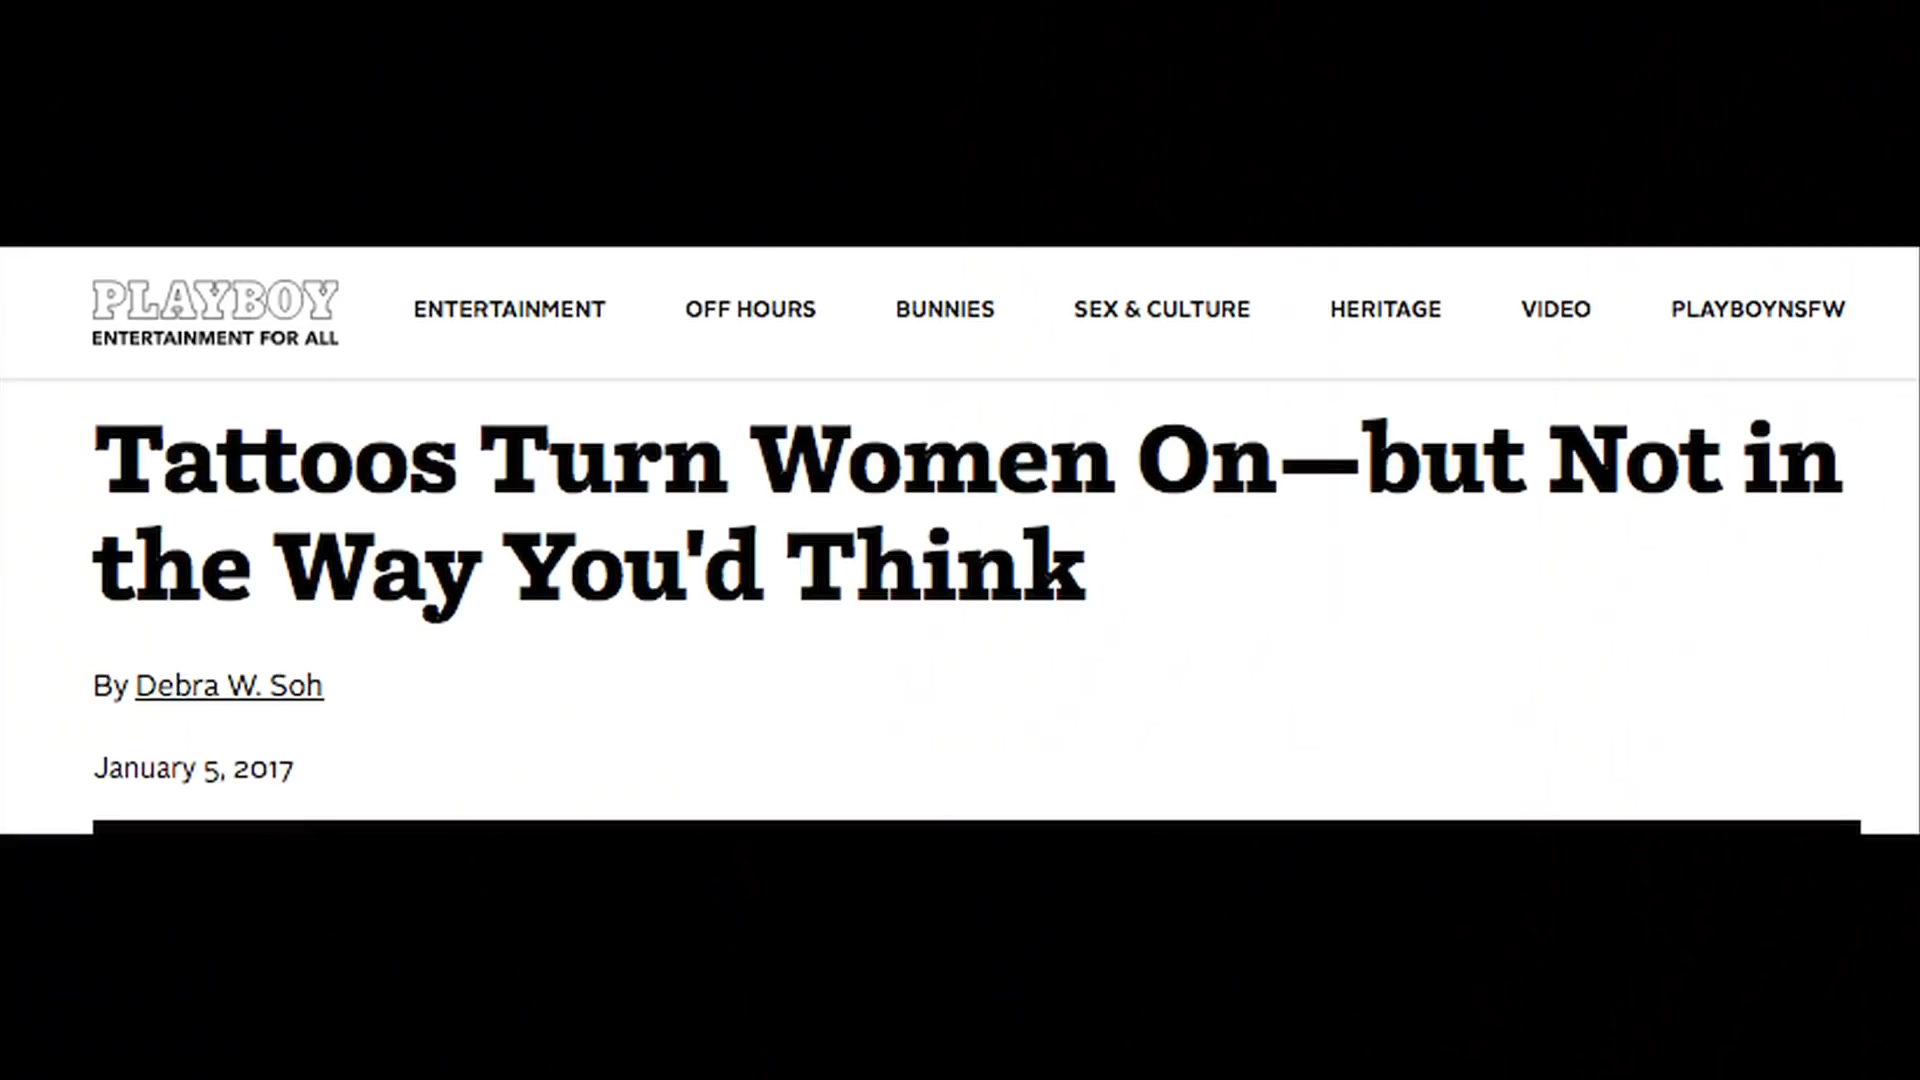 PLAYBOY
ENTERTAINMENT FOR ALL
ENTERTAINMENT OFF HOURS BUNNIES SEX & CULTURE HERITAGE VIDEO PLAYBOYNSFW
Tattoos Turn Women On—but Not in
the Way You'd Think
By Debra W. Soh
January 5, 2017